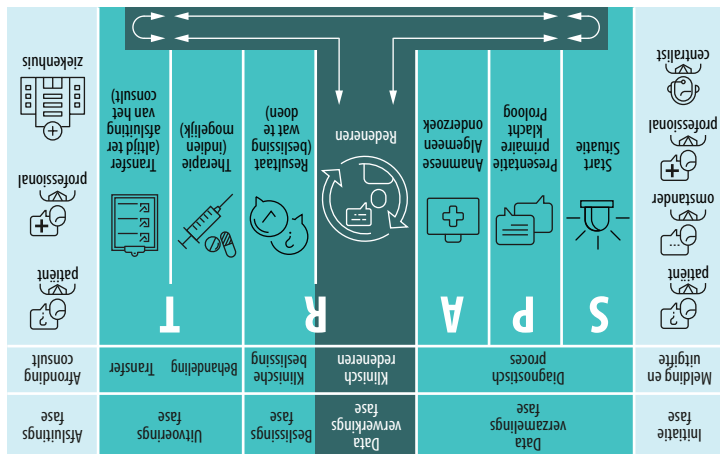 Initiatie
fase
Data
verzamelings
fase
Data
verwerkings
fase
Beslissings
fase
Uitvoerings
fase
Afsluitings
fase
Melding en
uitgifte
Diagnostisch
proces
Klinisch
redeneren
Klinische
beslissing
Behandeling
Transfer
Afronding
consult
S
P
A
R
T
patiënt
omstander
professional
centralist
Start
Situatie
Presentatie
primaire
klacht
Proloog
Anamnese
Algemeen
onderzoek
Redeneren
Resultaat
(beslissing
wat te
doen)
Therapie
(indien
mogelijk)
Transfer
(altijd ter
afsluiting
van het
consult)
patiënt
professional
ziekenhuis